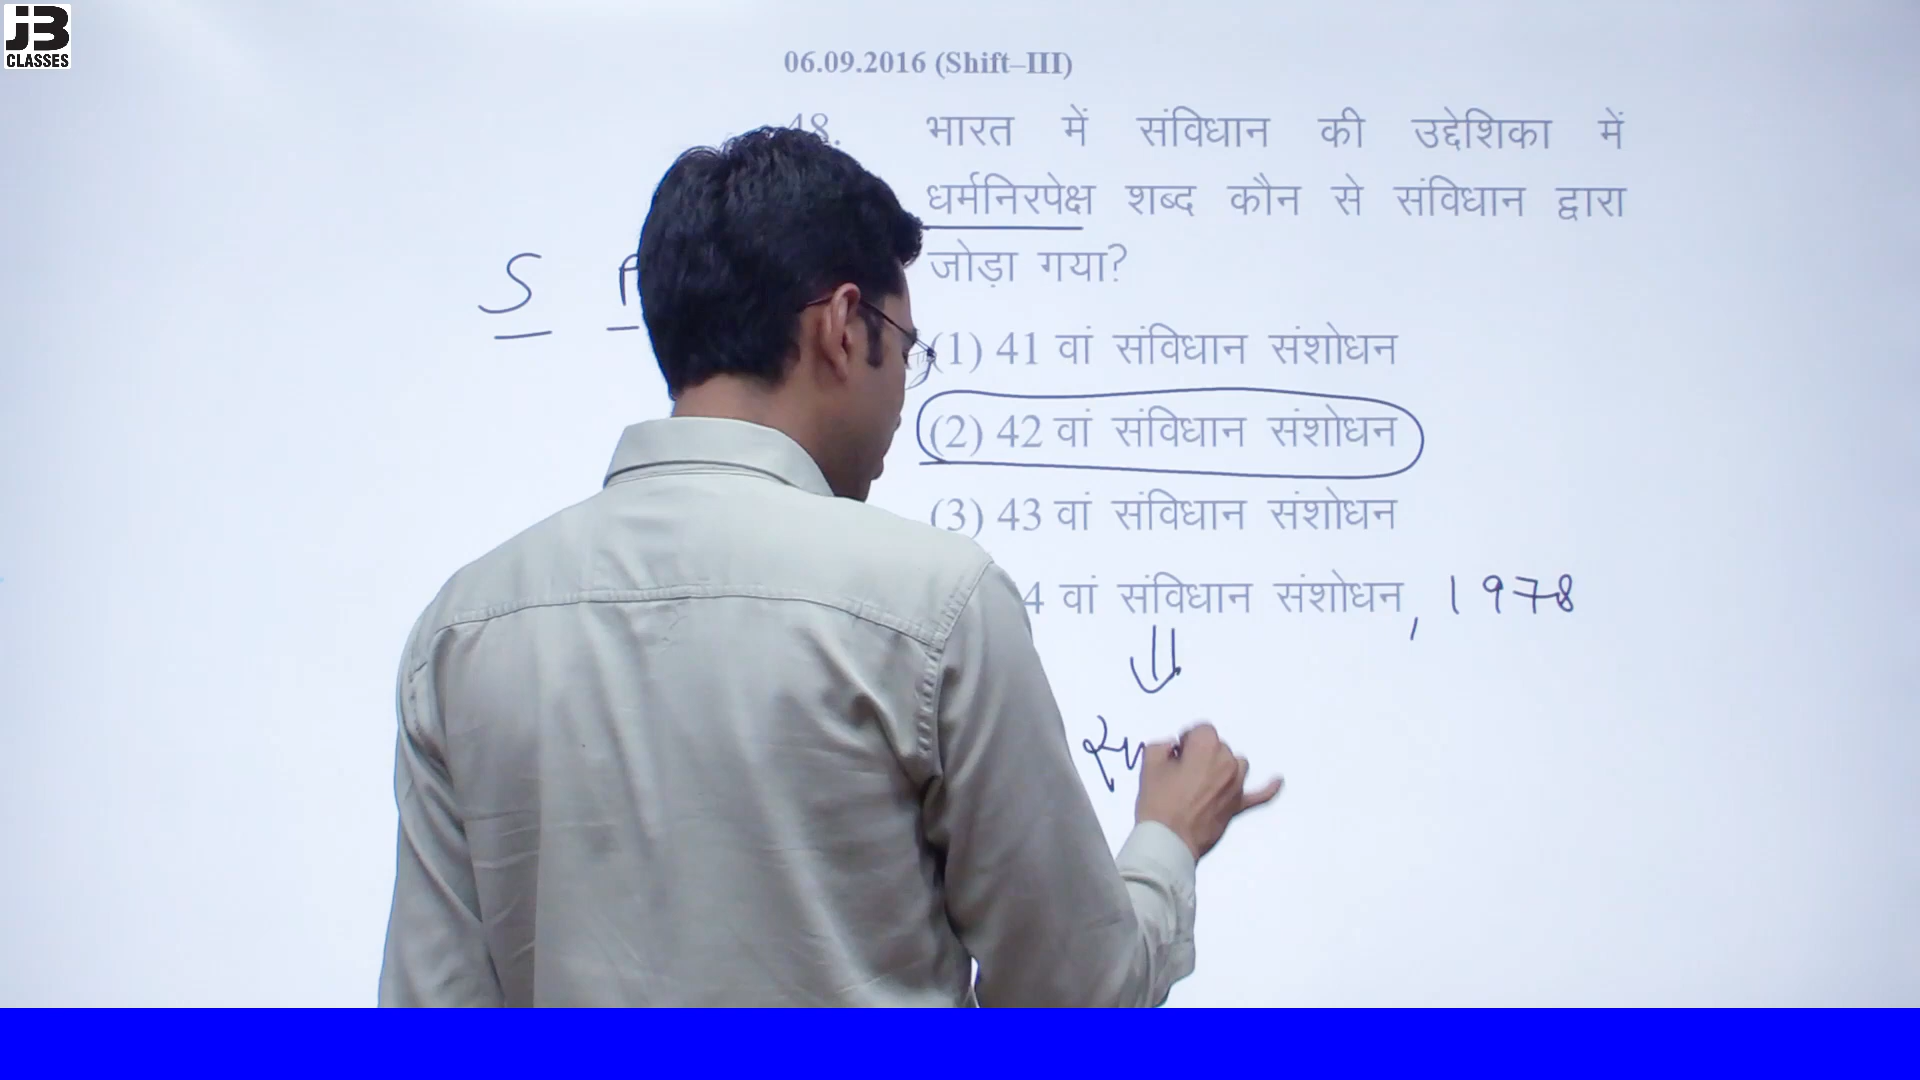 JB
CLASSES
06.09.2016 (Shift–III)
48. भारत में संविधान की उद्देशिका में
धर्मनिरपेक्ष शब्द कौन से संविधान द्वारा
जोड़ा गया?
S
(1) 41 वां संविधान संशोधन
(2) 42 वां संविधान संशोधन
(3) 43 वां संविधान संशोधन
4 वां संविधान संशोधन, 1978